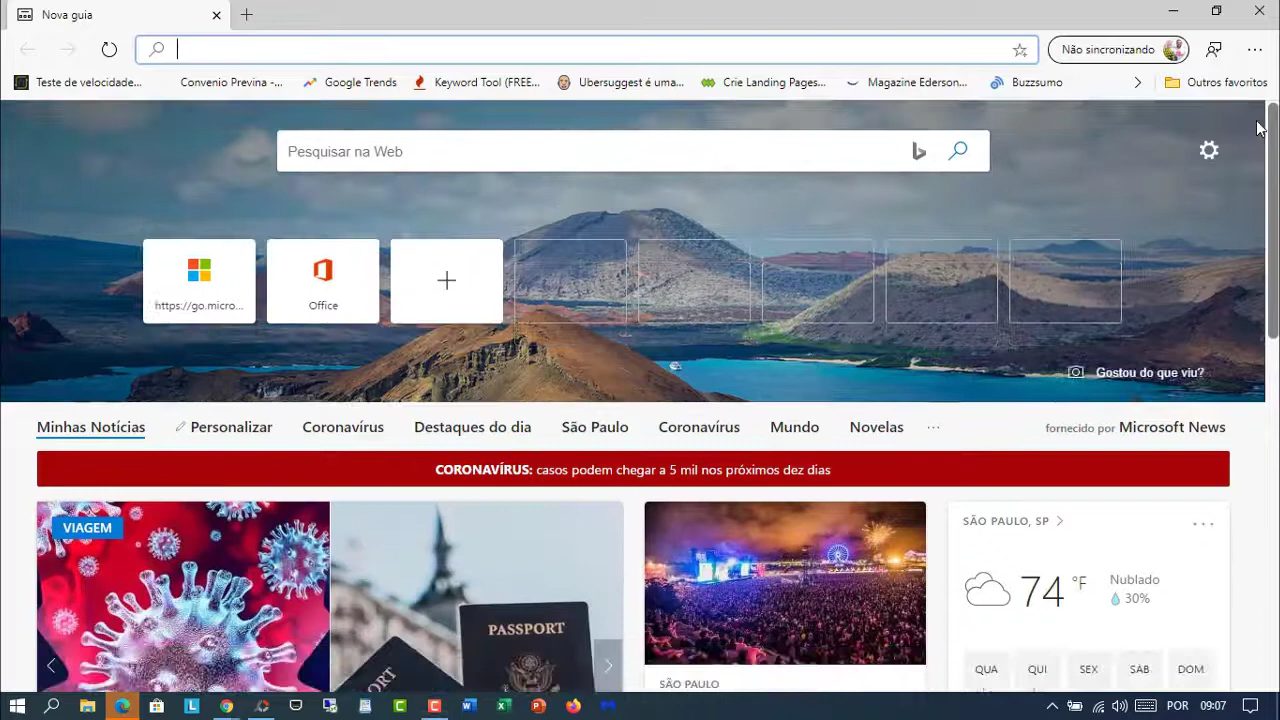 Nova guia
Não sincronizando
Teste de velocidade...
Convenio Previna -...
Google Trends
Keyword Tool (FREE...
Ubersuggest é uma...
Crie Landing Pages...
Magazine Ederson...
Buzzsumo
Outros favoritos
Pesquisar na Web
https://go.micro...
Office
Gostou do que viu?
Minhas Notícias
Personalizar
Coronavírus
Destaques do dia
São Paulo
Coronavírus
Mundo
Novelas
fornecido por Microsoft News
CORONAVÍRUS: casos podem chegar a 5 mil nos próximos dez dias
VIAGEM
PASSPORT
PORT
SÃO PAULO
SÃO PAULO, SP
74 °F
Nublado
30%
QUA
QUI
SEX
SÁB
DOM
POR
09:07